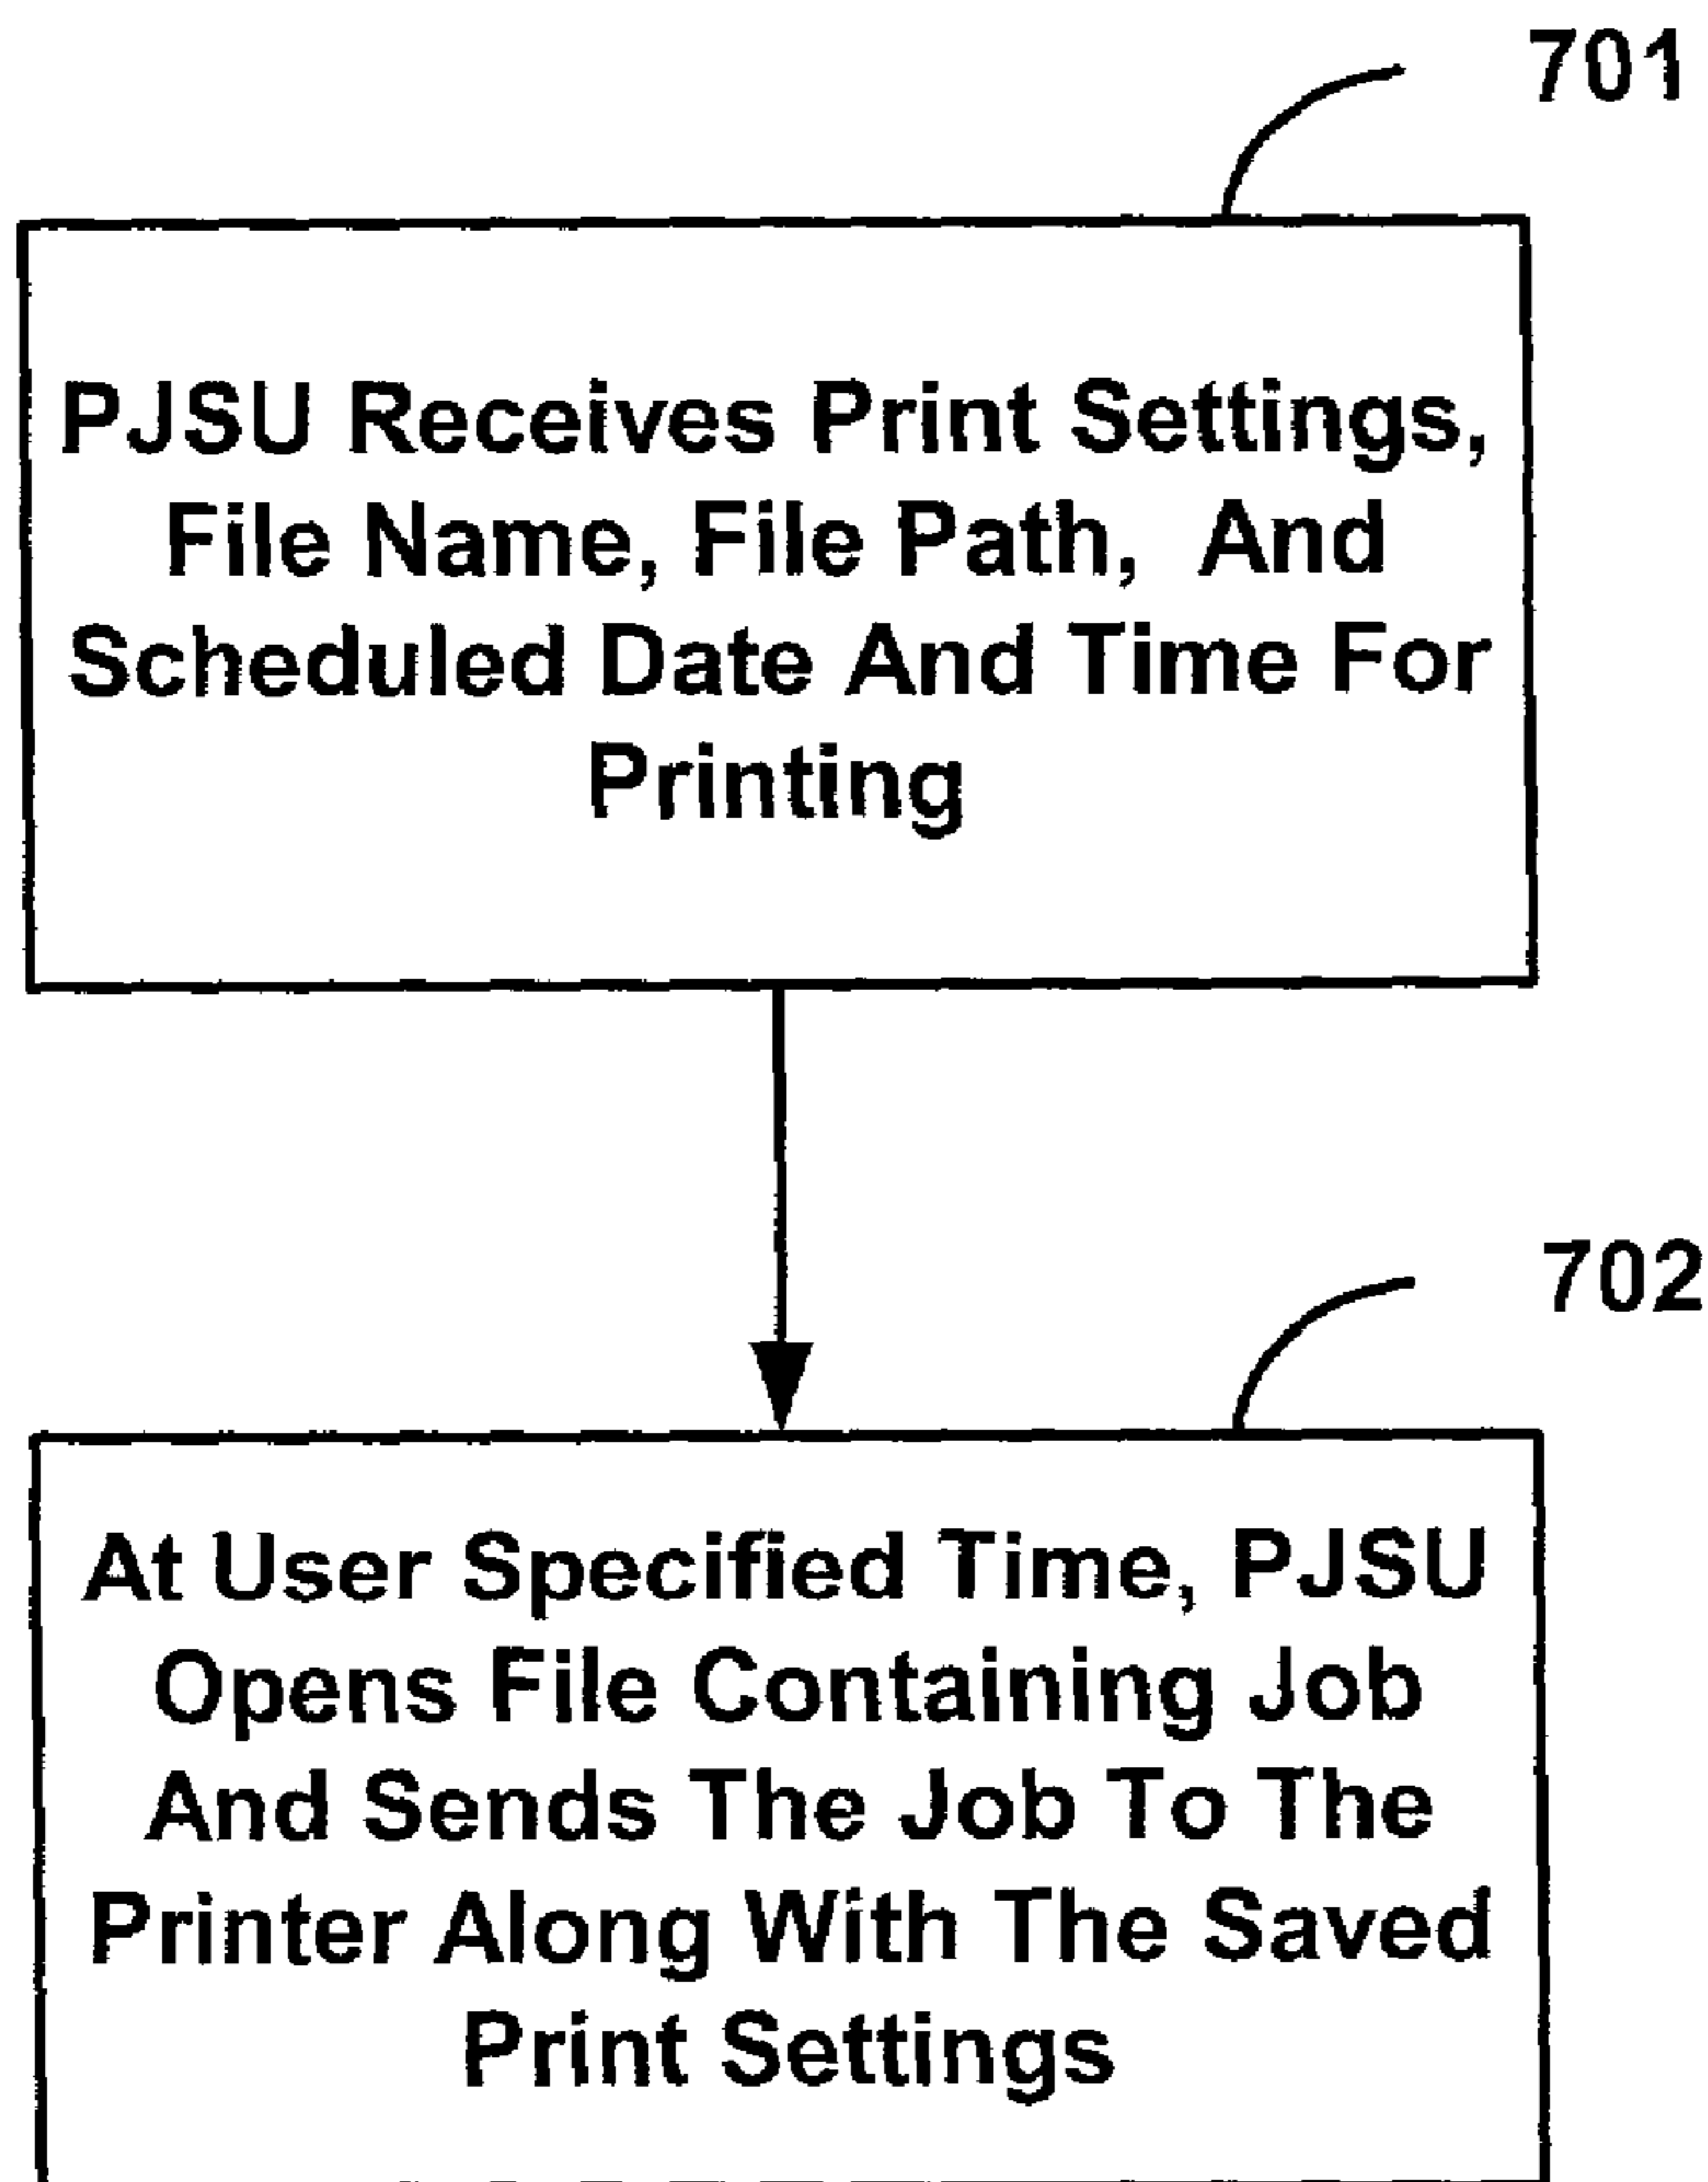 701
PJSU Receives Print Settings,
File Name, File Path, And
Scheduled Date And Time For
Printing
702
At User Specified Time, PJSU
Opens File Containing Job
And Sends The Job To The
Printer Along With The Saved
Print Settings